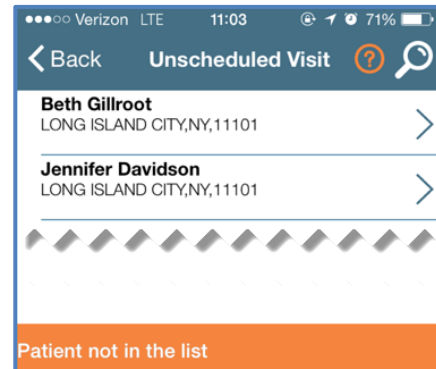 Verizon LTE 11:03 71%
Back Unscheduled Visit ?
Beth Gillroot
LONG ISLAND CITY,NY,11101
Jennifer Davidson
LONG ISLAND CITY,NY,11101
Patient not in the list